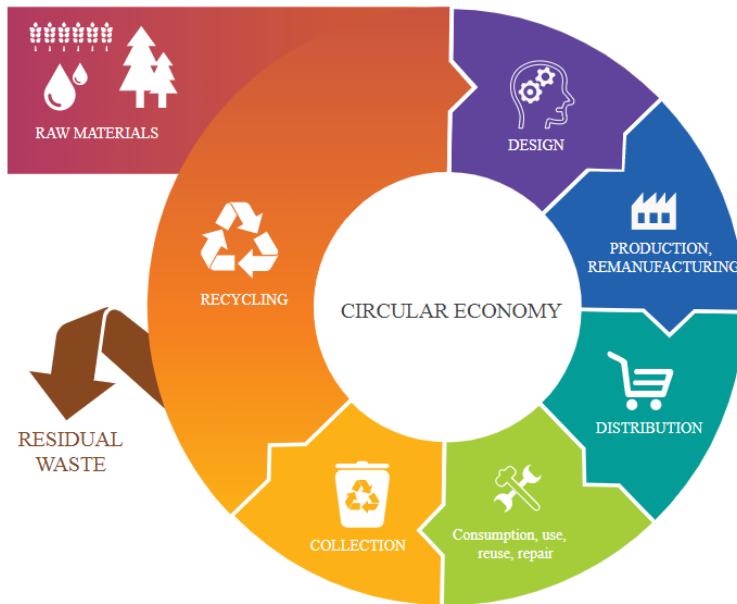 RAW MATERIALS
DESIGN
PRODUCTION,
REMANUFACTURING
RECYCLING
CIRCULAR ECONOMY
DISTRIBUTION
RESIDUAL
WASTE
Consumption, use,
reuse, repair
COLLECTION